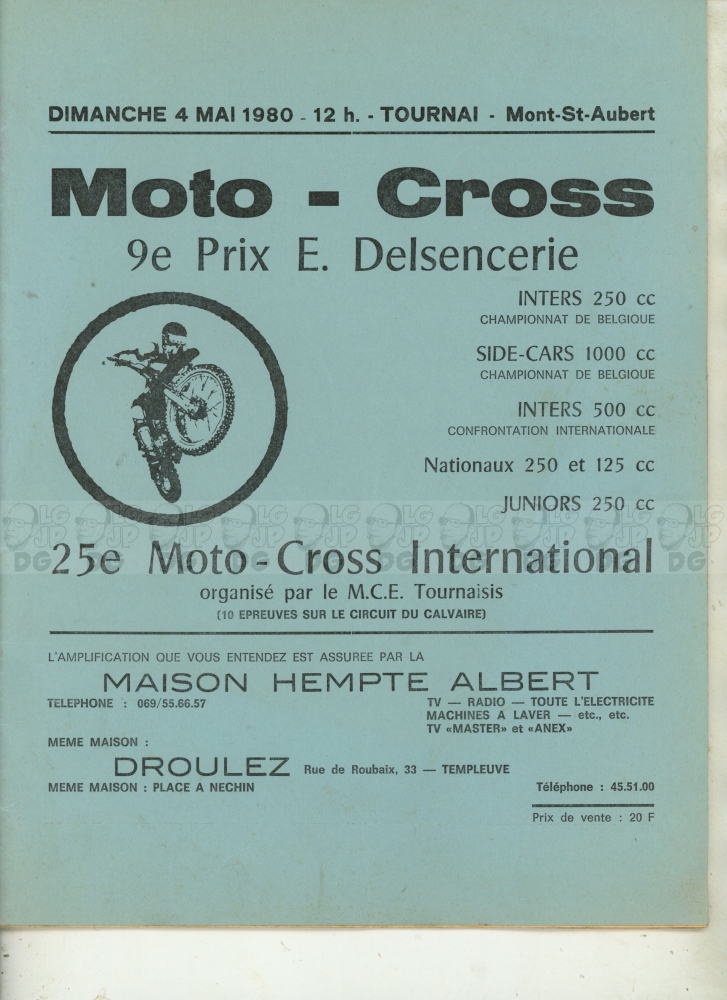 DIMANCHE 4 MAI 1980 - 12 h. - TOURNAI - Mont-St-Aubert
Moto - Cross
9e Prix E. Delsencerie
INTERS 250 cc
CHAMPIONNAT DE BELGIQUE
SIDE-CARS 1000 cc
CHAMPIONNAT DE BELGIQUE
INTERS 500 cc
CONFRONTATION INTERNATIONALE
Nationaux 250 et 125 cc
JUNIORS 250 cc
25e Moto - Cross International
organisé par le M.C.E. Tournaisis
(10 EPREUVES SUR LE CIRCUIT DU CALVAIRE)
L'AMPLIFICATION QUE VOUS ENTENDEZ EST ASSUREE PAR LA
MAISON HEMPTE ALBERT
TELEPHONE : 069/55.66.57
TV — RADIO — TOUTE L'ELECTRICITE
MACHINES A LAVER — etc., etc.
TV «MASTER» et «ANEX»
MEME MAISON :
DROULEZ Rue de Roubaix, 33 — TEMPLEUVE
MEME MAISON : PLACE A NECHIN
Téléphone : 45.51.00
Prix de vente : 20 F